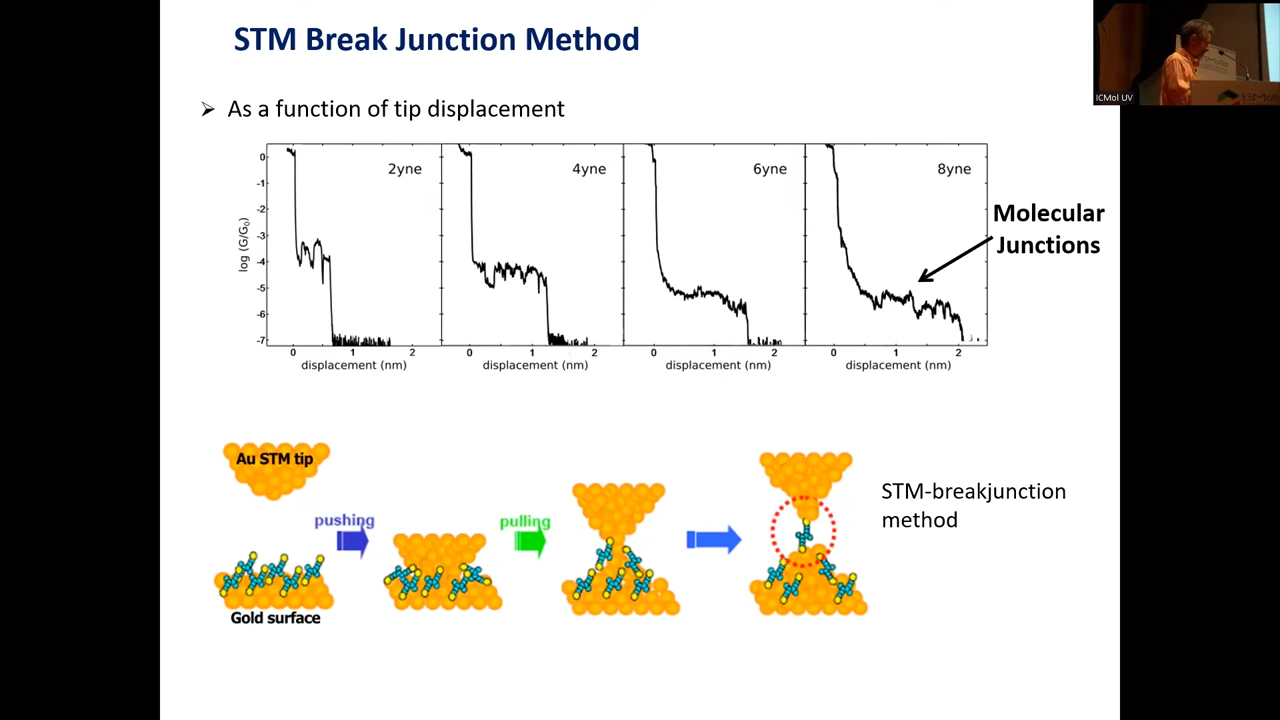 STM Break Junction Method
ICMol UV
➢ As a function of tip displacement
2yne
4yne
6yne
8yne
log (G/G₀)
0
-1
-2
-3
-4
-5
-6
-7
0 1 2
0 1 2
0 1 2
0 1 2
displacement (nm)
displacement (nm)
displacement (nm)
displacement (nm)
Molecular
Junctions
Au STM tip
pushing
pulling
STM-breakjunction
method
Gold surface